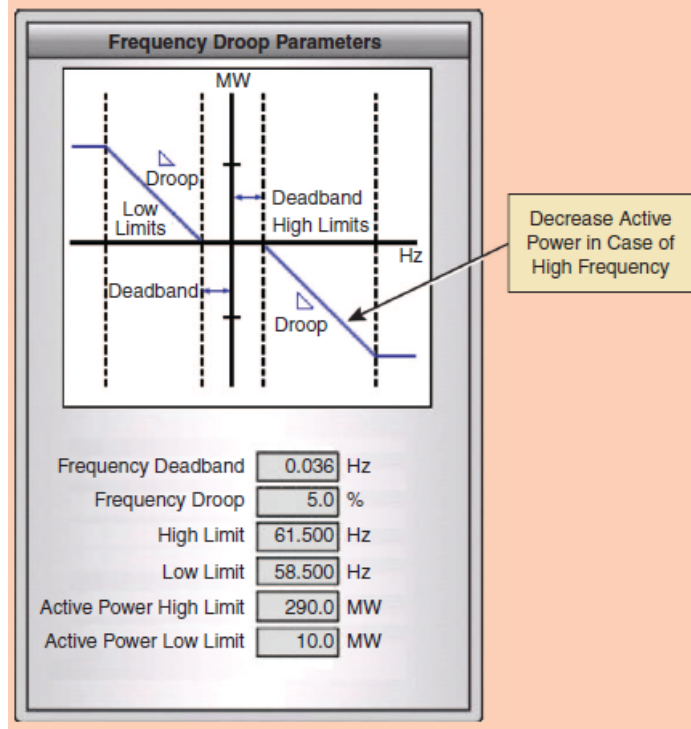 Frequency Droop Parameters
MW
Droop
Low
Limits
Deadband
High Limits
Hz
Deadband
Droop
Decrease Active
Power in Case of
High Frequency
Frequency Deadband 0.036 Hz
Frequency Droop 5.0 %
High Limit 61.500 Hz
Low Limit 58.500 Hz
Active Power High Limit 290.0 MW
Active Power Low Limit 10.0 MW